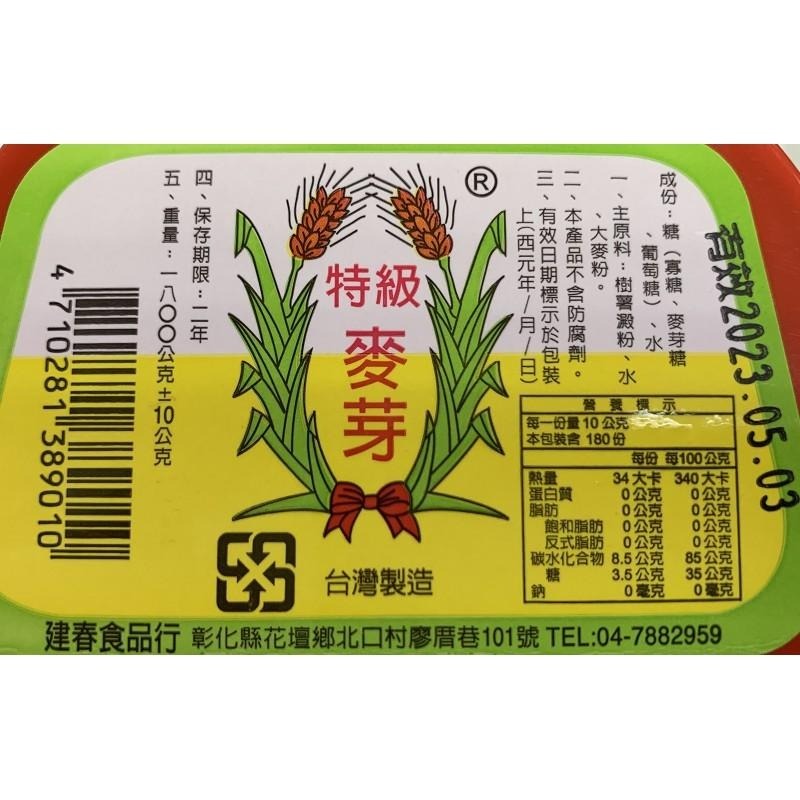 有效2023.05.03
成份：糖（寡糖、麥芽糖
、葡萄糖）、水
一、主原料：樹薯澱粉、水
、大麥粉。
二、本產品不含防腐劑。
三、有效日期標示於包裝
上(西元年/月/日)
®
特級
麥芽
四、保存期限：二年
五、重量：一八〇〇公克±10公克
4 710281 389010
營養標示
每一份量 10 公克
本包裝含 180 份
每份 每100公克
熱量 34 大卡 340 大卡
蛋白質 0 公克 0 公克
脂肪 0 公克 0 公克
飽和脂肪 0 公克 0 公克
反式脂肪 0 公克 0 公克
碳水化合物 8.5 公克 85 公克
糖 3.5 公克 35 公克
鈉 0 毫克 0 毫克
台灣製造
建春食品行 彰化縣花壇鄉北口村廖厝巷101號 TEL:04-7882959